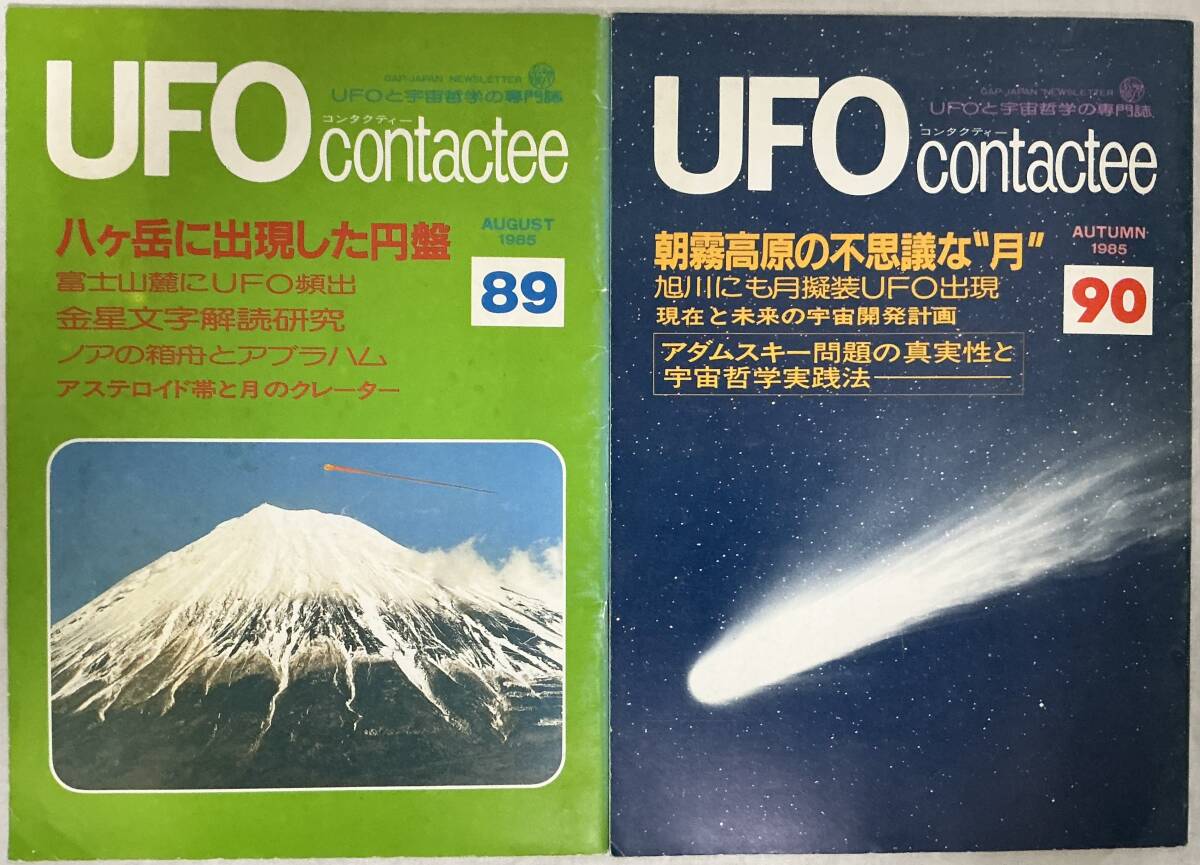 GAP-JAPAN NEWSLETTER
UFOと宇宙哲学の専門誌
UFO
コンタクティー
contactee
八ヶ岳に出現した円盤
AUGUST
1985
89
富士山麓にUFO頻出
金星文字解読研究
ノアの箱舟とアブラハム
アステロイド帯と月のクレーター
GAP-JAPAN NEWSLETTER
UFOと宇宙哲学の専門誌
UFO
コンタクティー
contactee
朝霧高原の不思議な“月”
AUTUMN
1985
90
旭川にも月擬装UFO出現
現在と未来の宇宙開発計画
アダムスキー問題の真実性と
宇宙哲学実践法